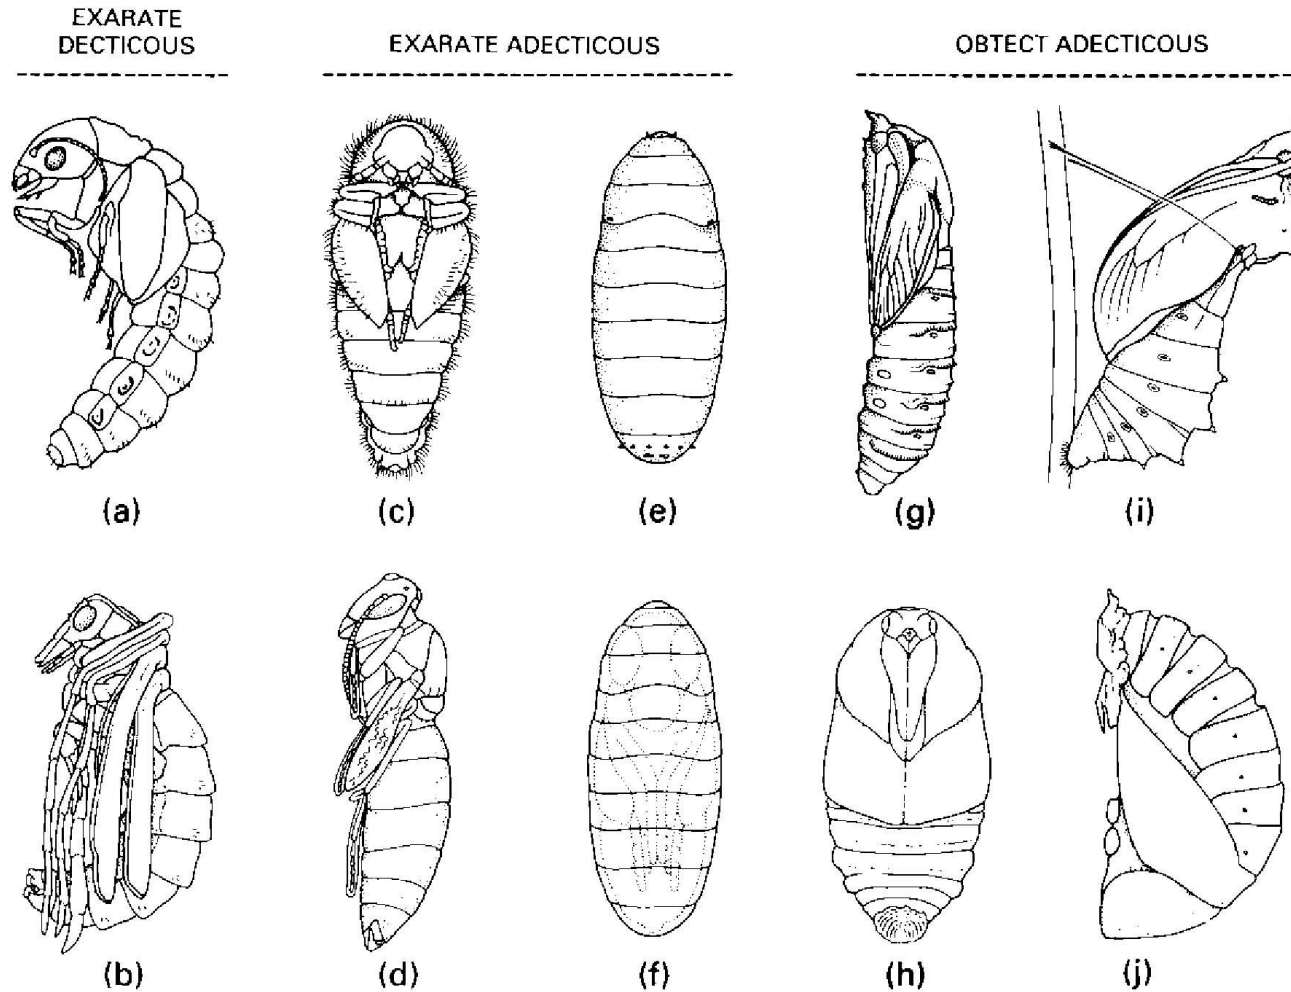 EXARATE
DECTICOUS
EXARATE ADECTICOUS
OBTECT ADECTICOUS
(a)
(c)
(e)
(g)
(i)
(b)
(d)
(f)
(h)
(j)